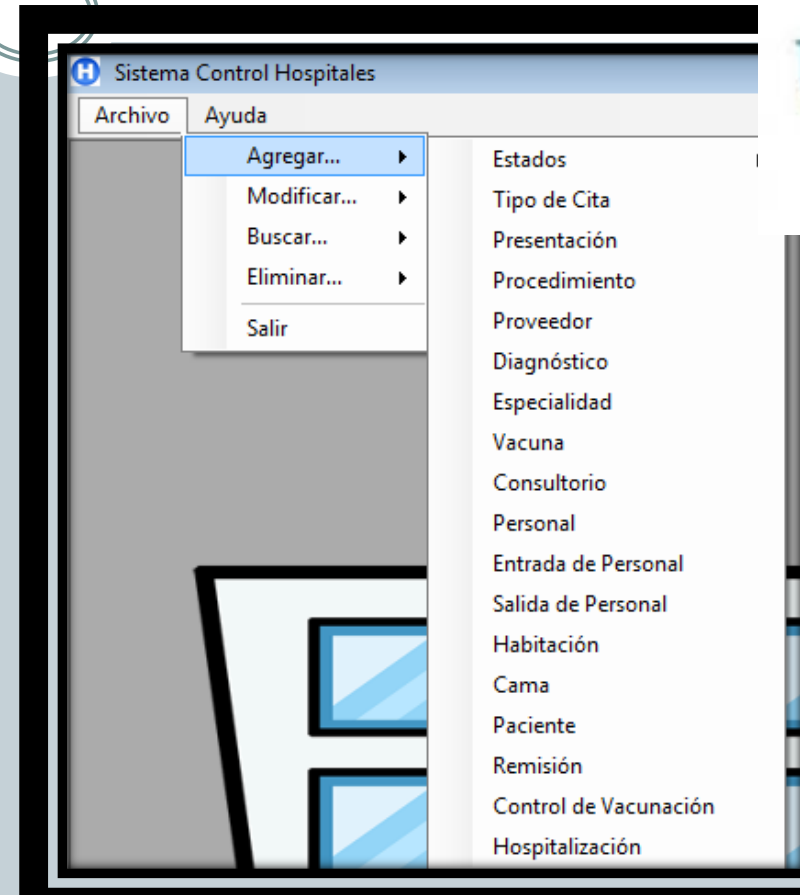 H Sistema Control Hospitales
Archivo Ayuda
Agregar...
Modificar...
Buscar...
Eliminar...
Salir
Estados
Tipo de Cita
Presentación
Procedimiento
Proveedor
Diagnóstico
Especialidad
Vacuna
Consultorio
Personal
Entrada de Personal
Salida de Personal
Habitación
Cama
Paciente
Remisión
Control de Vacunación
Hospitalización